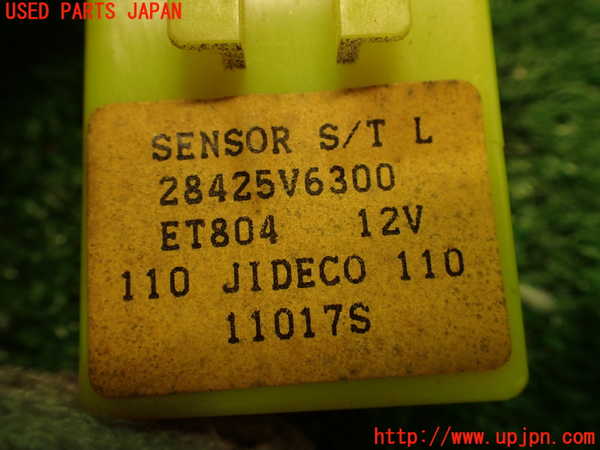 USED PARTS JAPAN
SENSOR S/T L
28425V6300
ET804 12V
110 JIDECO 110
11017S
http://www.upjpn.com